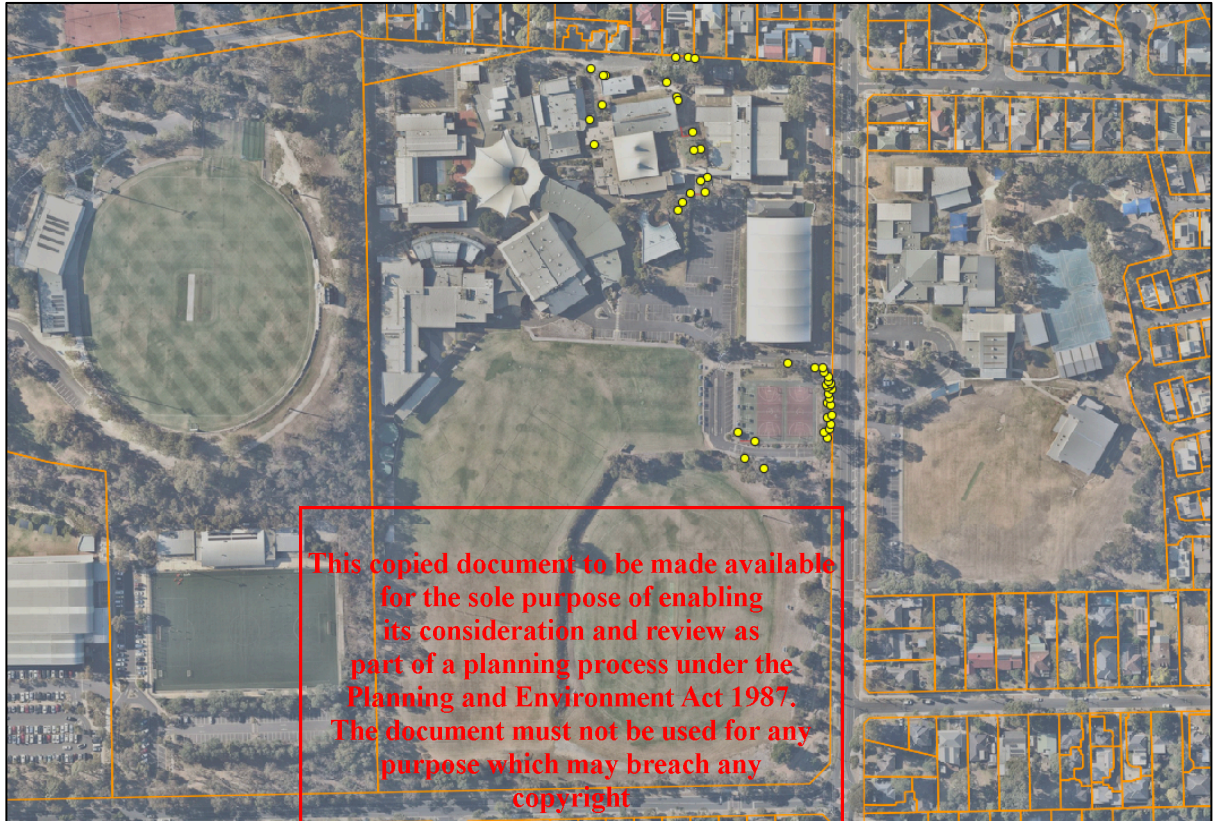 This copied document to be made available
for the sole purpose of enabling
its consideration and review as
part of a planning process under the
Planning and Environment Act 1987.
The document must not be used for any
purpose which may breach any
copyright